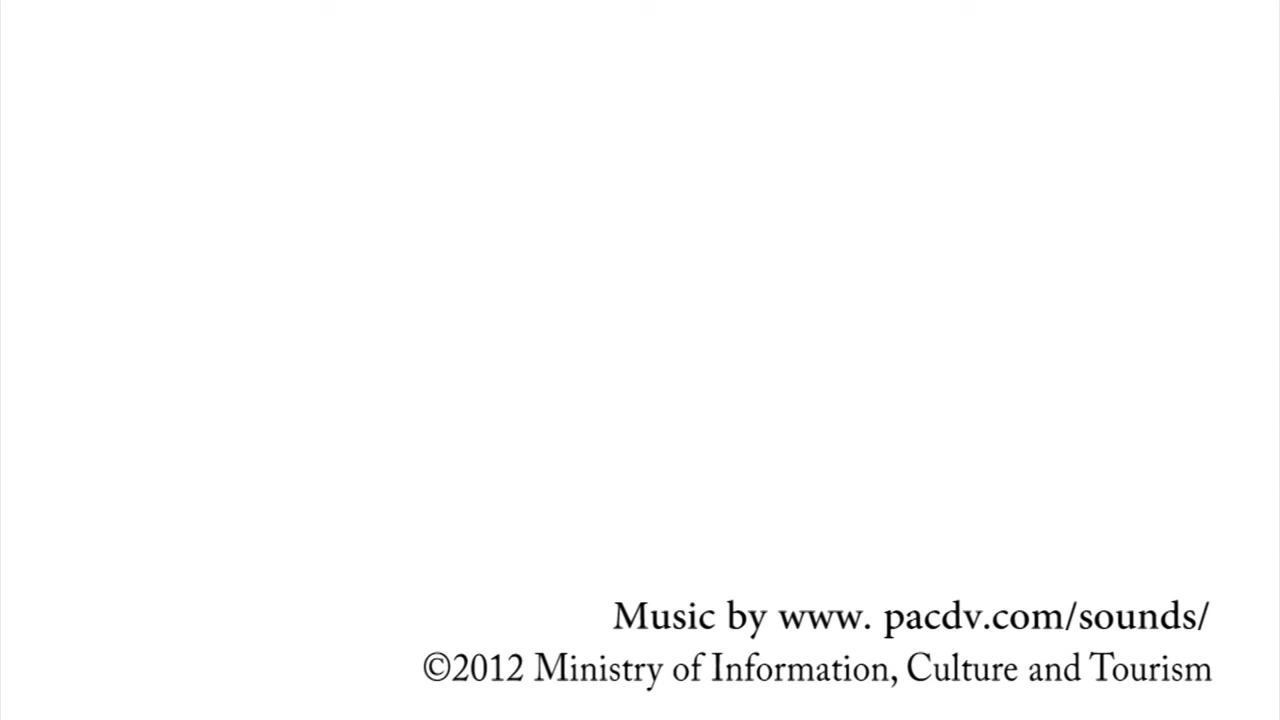 Music by www. pacdv.com/sounds/
©2012 Ministry of Information, Culture and Tourism